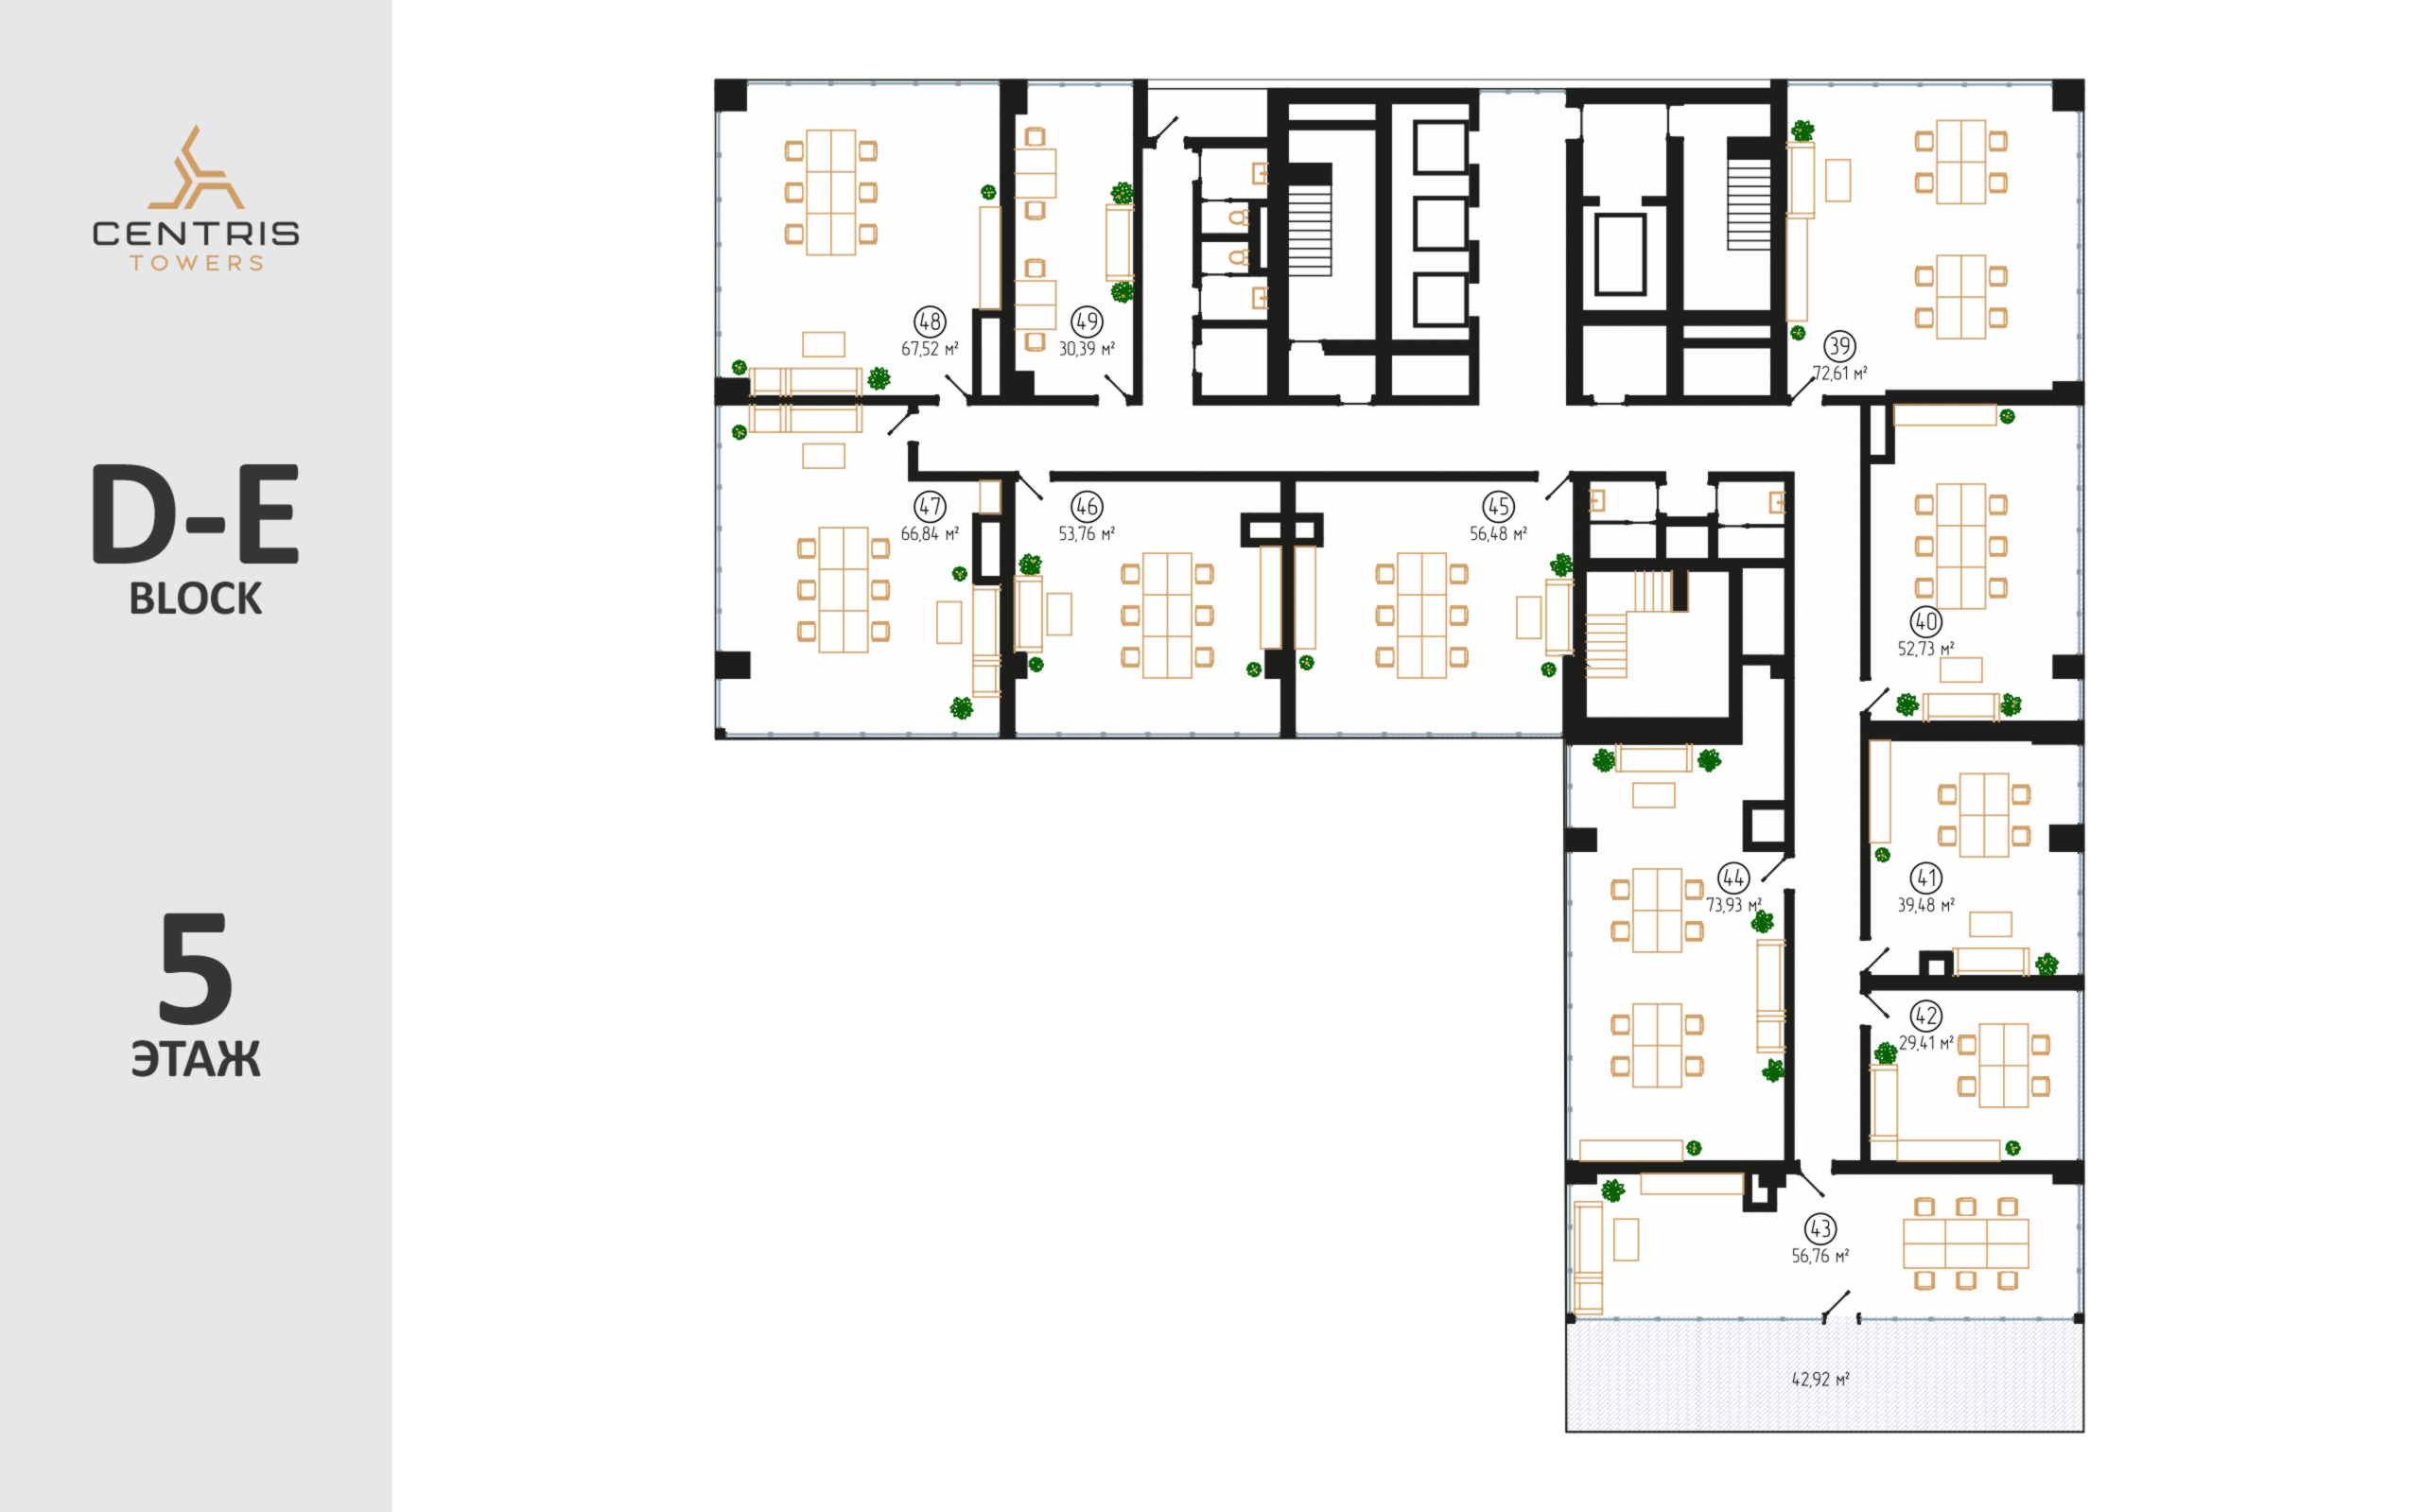 CENTRIS
TOWERS
D-E
BLOCK
5
ЭТАЖ
48
67,52 м²
49
30,39 м²
39
72,61 м²
47
66,84 м²
46
53,76 м²
45
56,48 м²
40
52,73 м²
44
73,93 м²
41
39,48 м²
42
29,41 м²
43
56,76 м²
42,92 м²